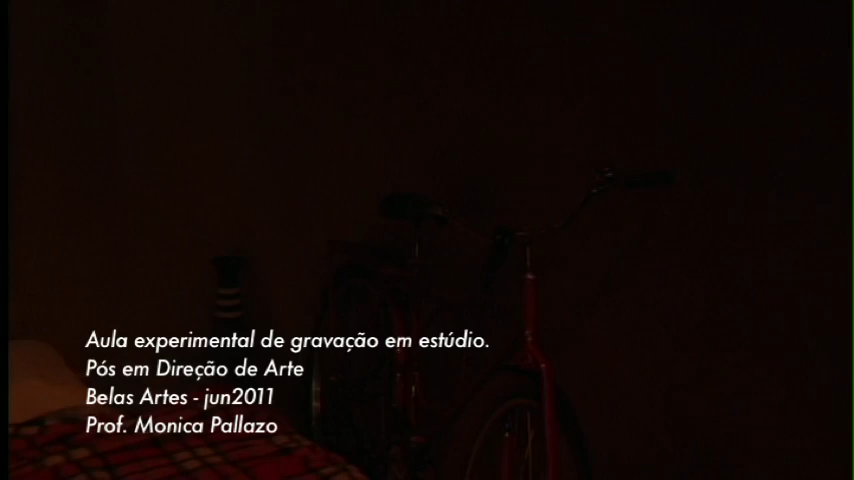 Aula experimental de gravação em estúdio.
Pós em Direção de Arte
Belas Artes - jun2011
Prof. Monica Pallazo